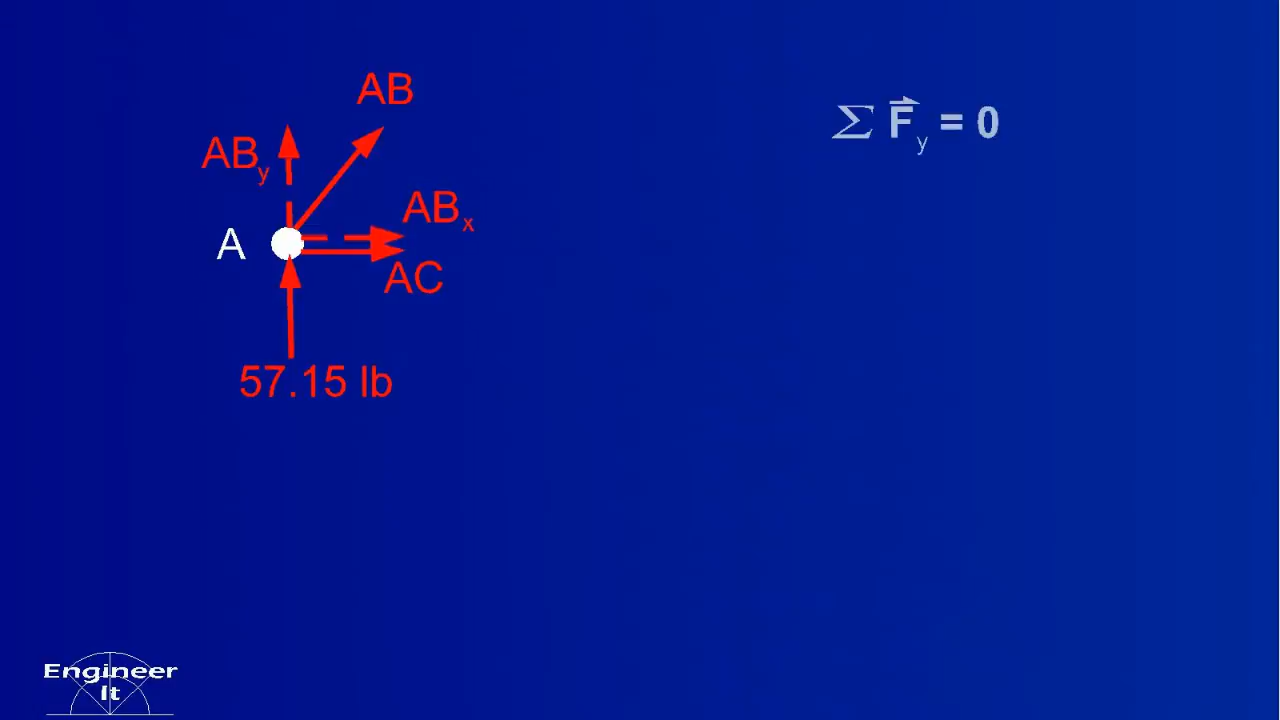 AB
ABy
ABx
A
AC
57.15 lb
∑ F⃗y = 0
Engineer
It